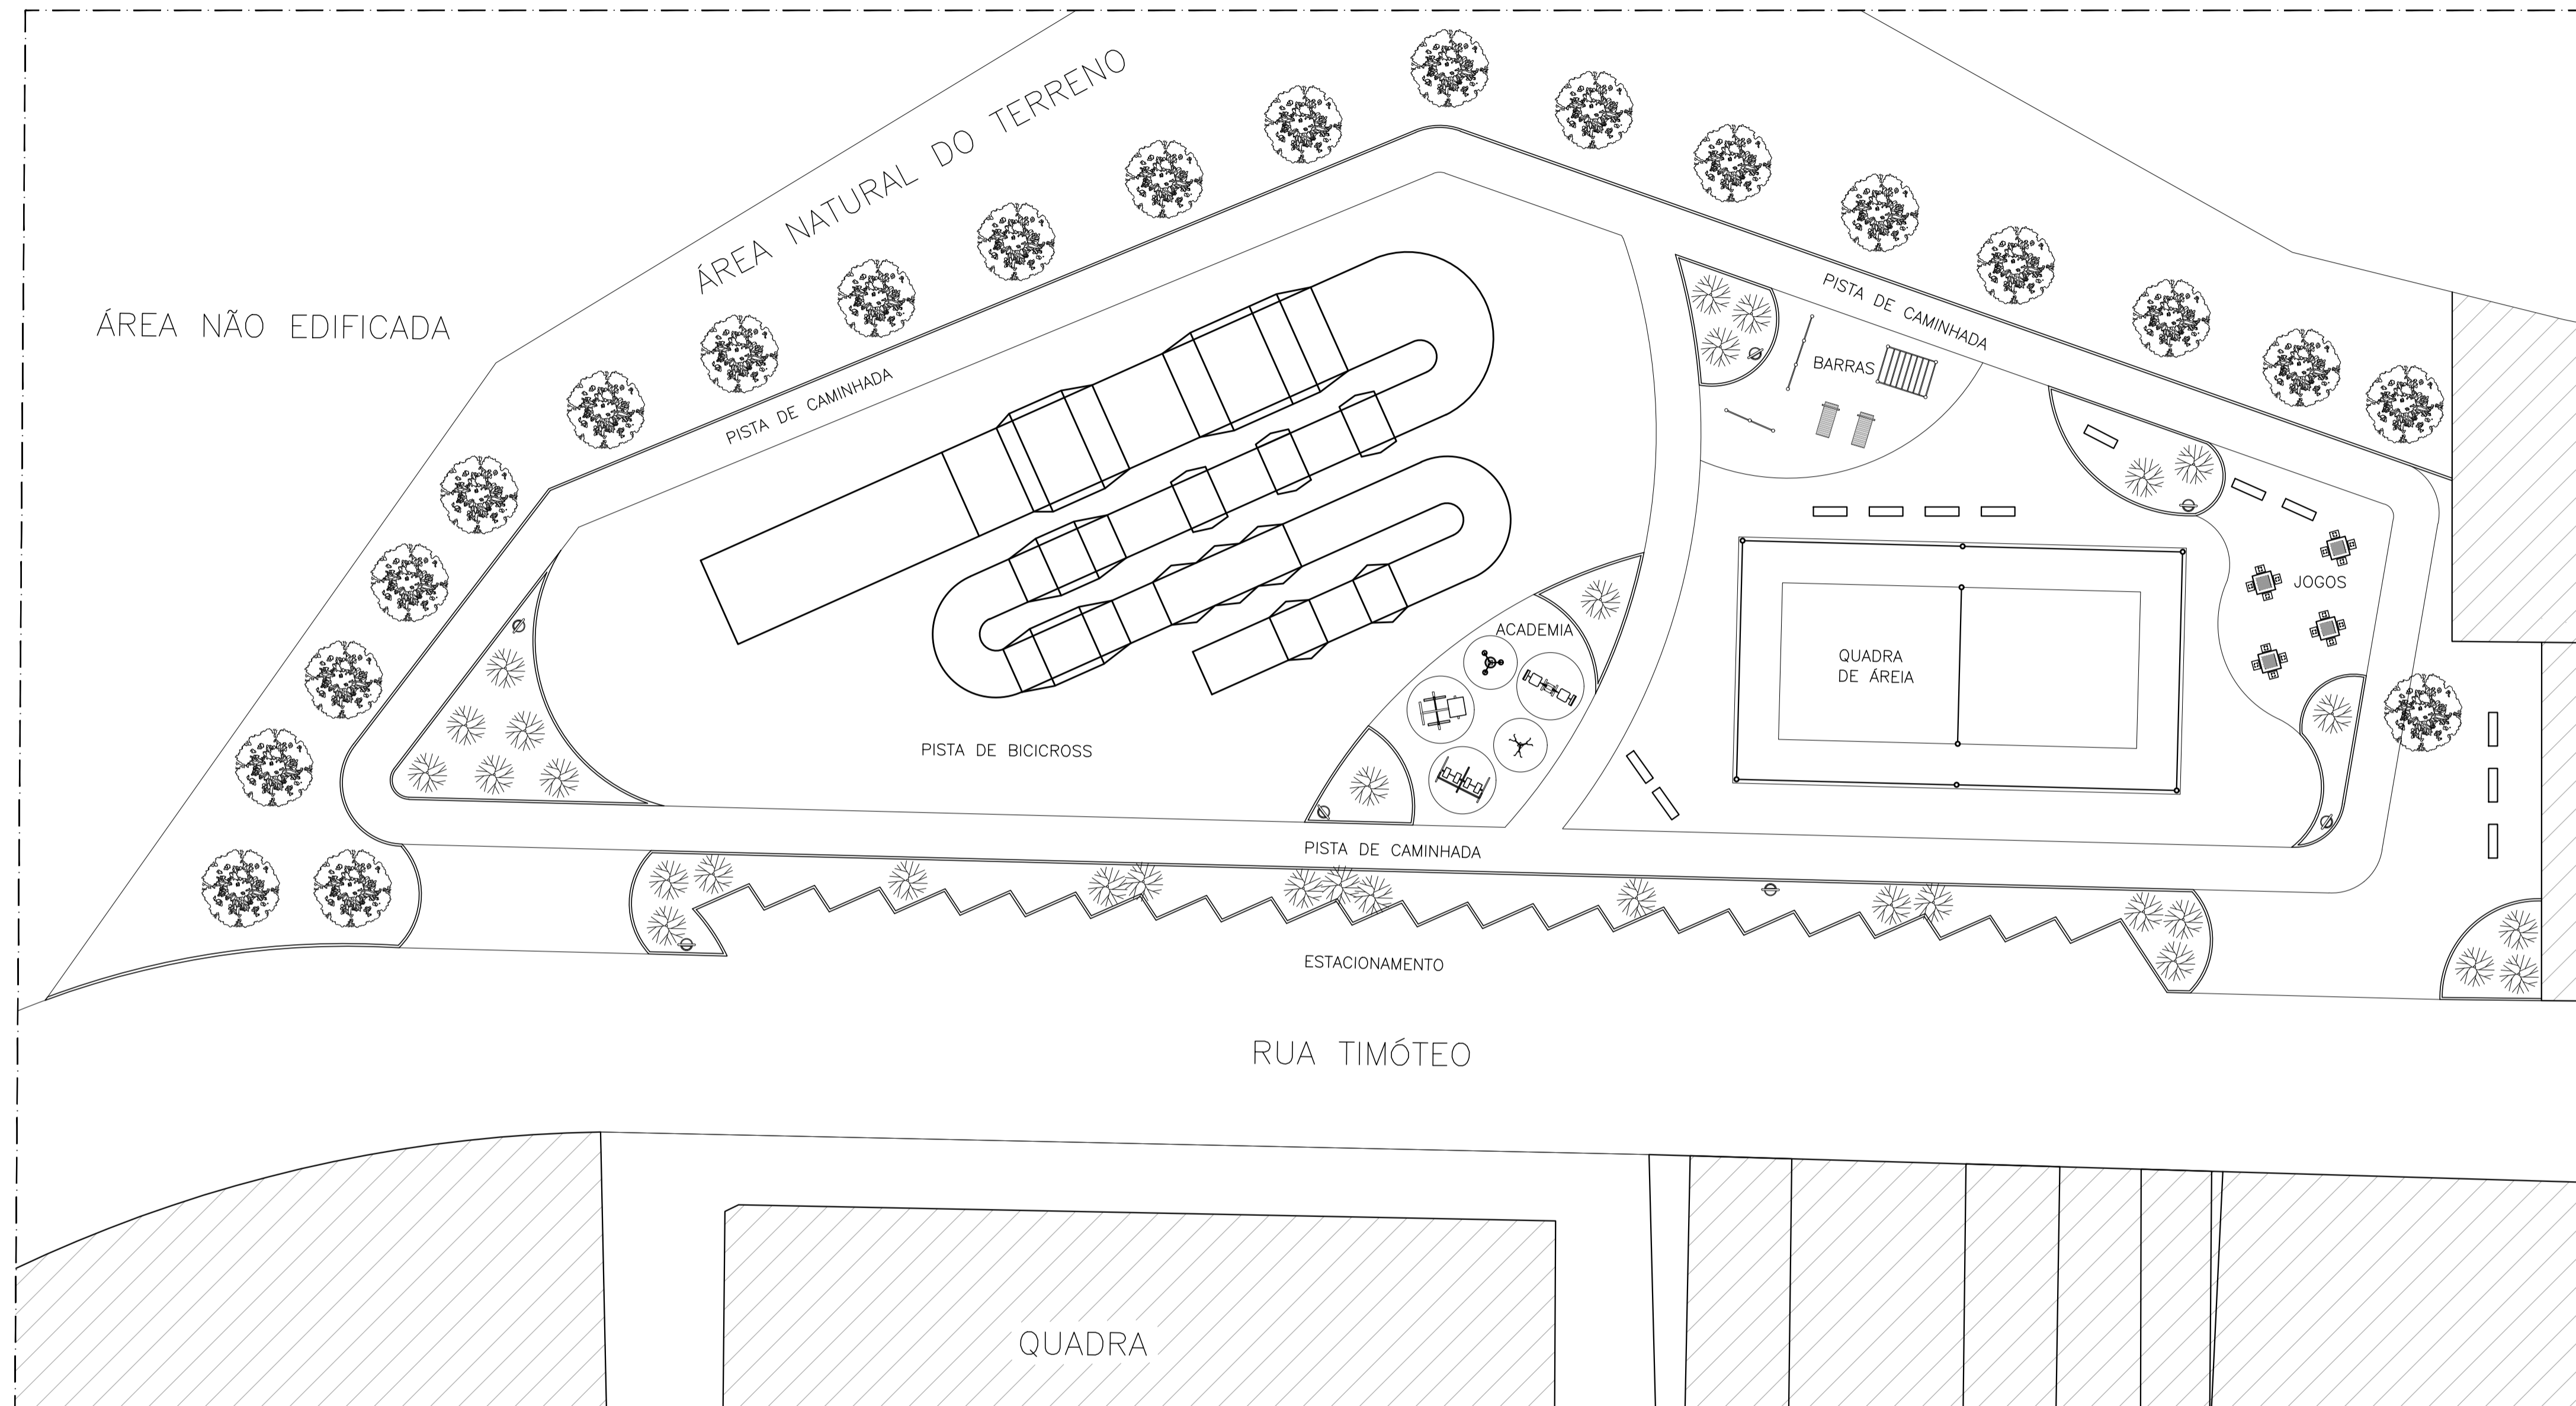 ÁREA NATURAL DO TERRENO
ÁREA NÃO EDIFICADA
PISTA DE CAMINHADA
PISTA DE CAMINHADA
BARRAS
JOGOS
ACADEMIA
QUADRA
DE ÁREIA
PISTA DE BICICROSS
PISTA DE CAMINHADA
ESTACIONAMENTO
RUA TIMÓTEO
QUADRA